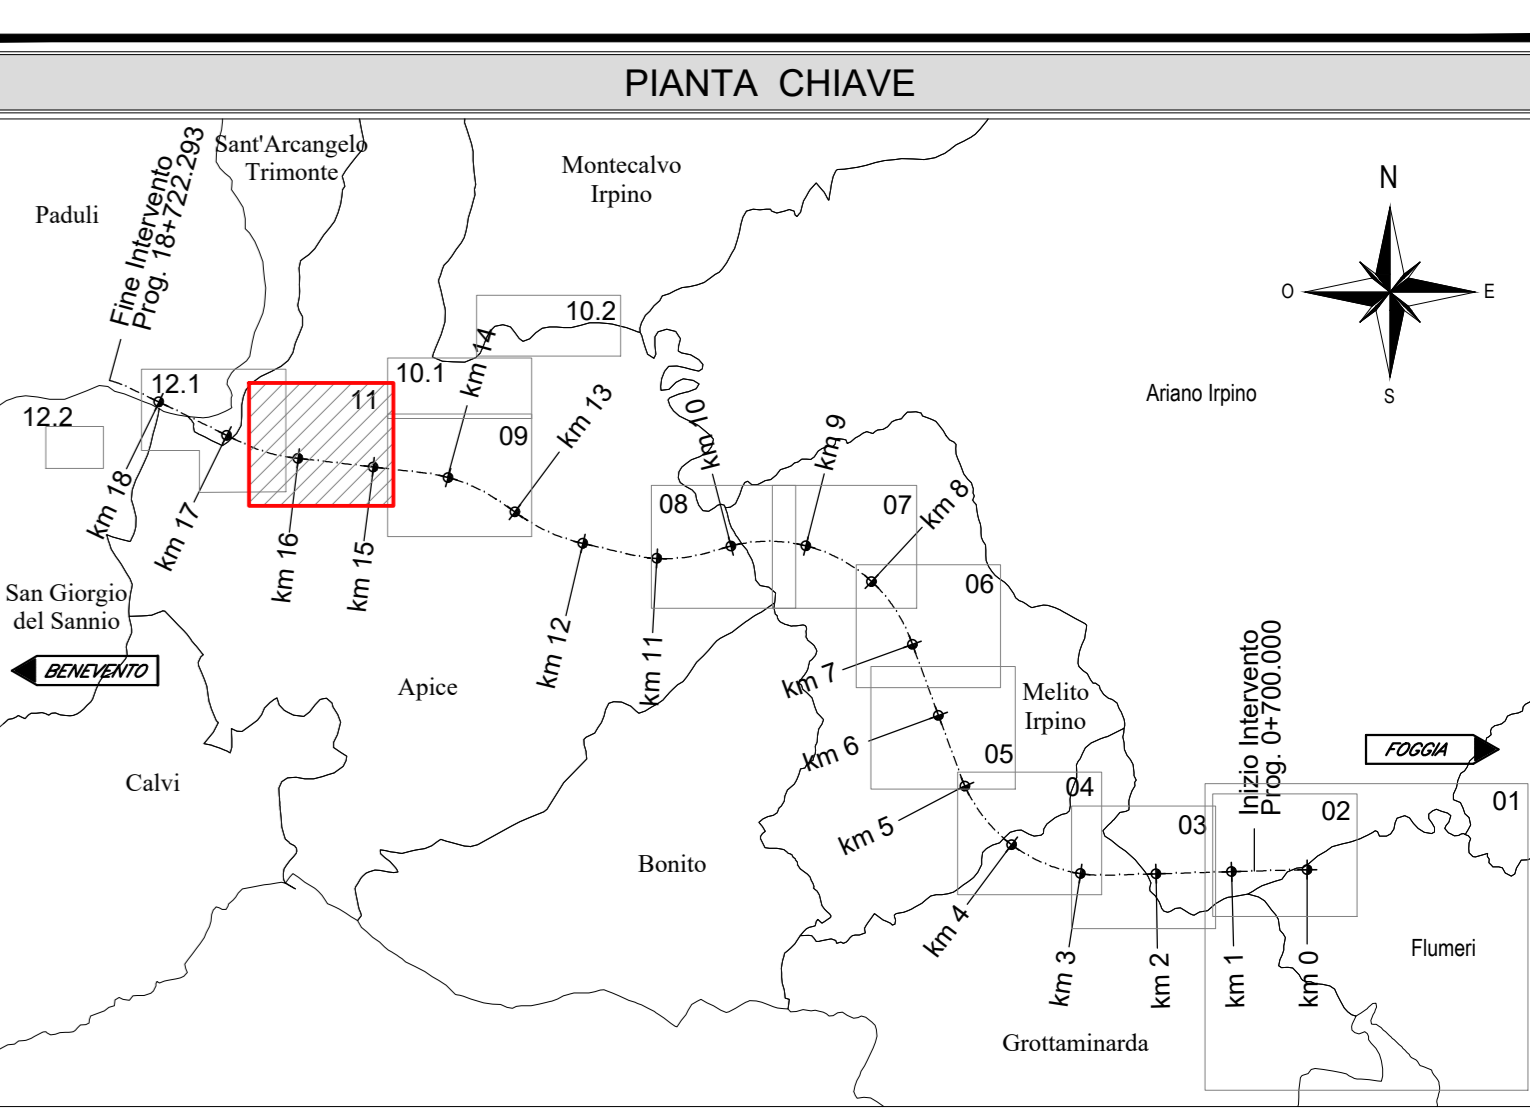 PIANTA CHIAVE
Sant'Arcangelo
Trimonte
Montecalvo
Irpino
Paduli
Fine Intervento
Prog. 18+722.293
N
O
E
S
Ariano Irpino
10.2
10.1
km 14
12.1
12.2
11
09
km 13
km 10
km 9
08
07
km 8
06
km 18
km 17
km 16
km 15
km 12
km 11
San Giorgio
del Sannio
BENEVENTO
Apice
km 7
Melito
Irpino
km 6
05
04
Inizio Intervento
Prog. 0+700.000
FOGGIA
Calvi
km 5
03
02
01
Bonito
km 4
km 3
km 2
km 1
km 0
Flumeri
Grottaminarda